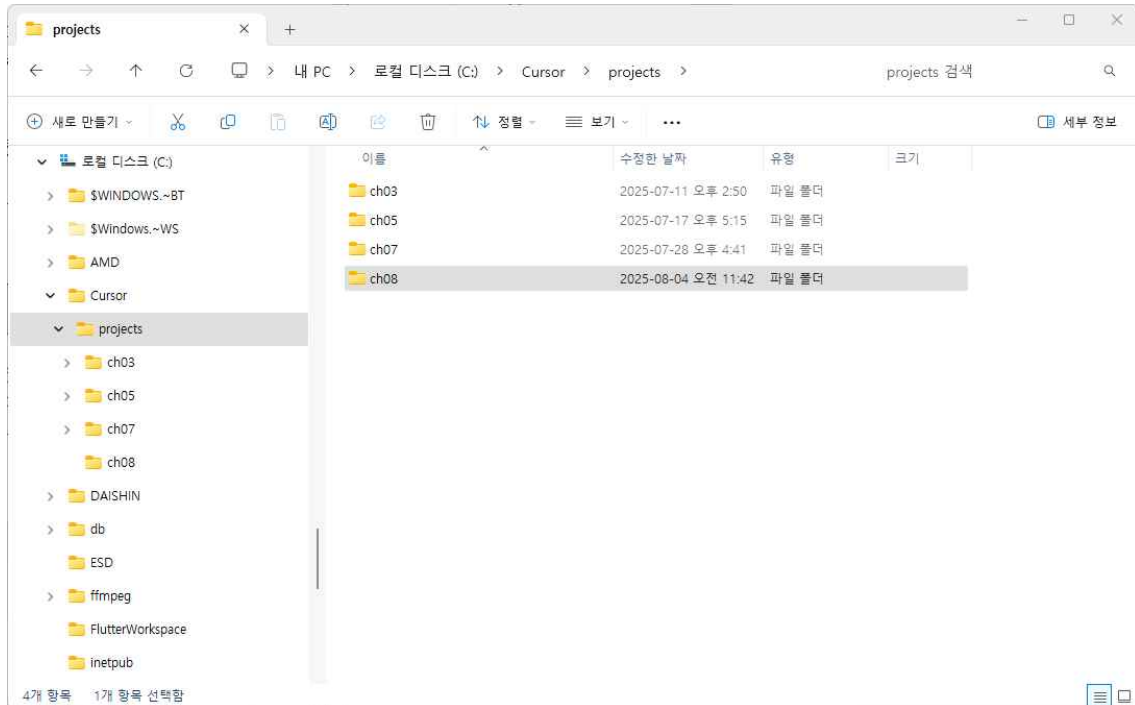 projects
내 PC > 로컬 디스크 (C:) > Cursor > projects >
projects 검색
새로 만들기
정렬
보기
세부 정보
로컬 디스크 (C:)
$WINDOWS.~BT
$Windows.~WS
AMD
Cursor
projects
ch03
ch05
ch07
ch08
DAISHIN
db
ESD
ffmpeg
FlutterWorkspace
inetpub
이름 수정한 날짜 유형 크기
ch03 2025-07-11 오후 2:50 파일 폴더
ch05 2025-07-17 오후 5:15 파일 폴더
ch07 2025-07-28 오후 4:41 파일 폴더
ch08 2025-08-04 오전 11:42 파일 폴더
4개 항목 1개 항목 선택함